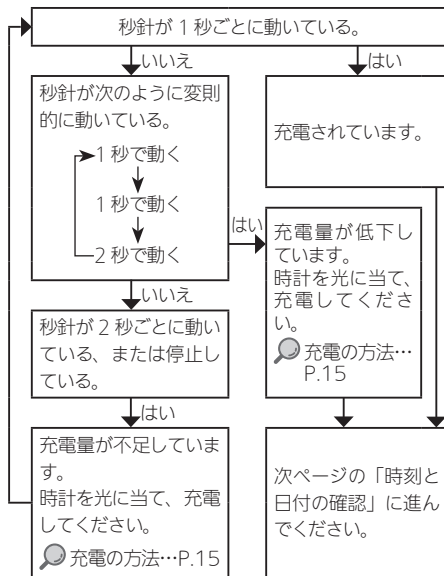 秒針が1秒ごとに動いている。
いいえ
はい
秒針が次のように変則
的に動いている。
1秒で動く
1秒で動く
2秒で動く
充電されています。
はい
充電量が低下し
ています。
時計を光に当て、
充電してくださ
い。
充電の方法…
P.15
いいえ
秒針が2秒ごとに動い
ている、または停止し
ている。
はい
充電量が不足していま
す。
時計を光に当て、充電
してください。
充電の方法…P.15
次ページの「時刻と
日付の確認」に進ん
でください。